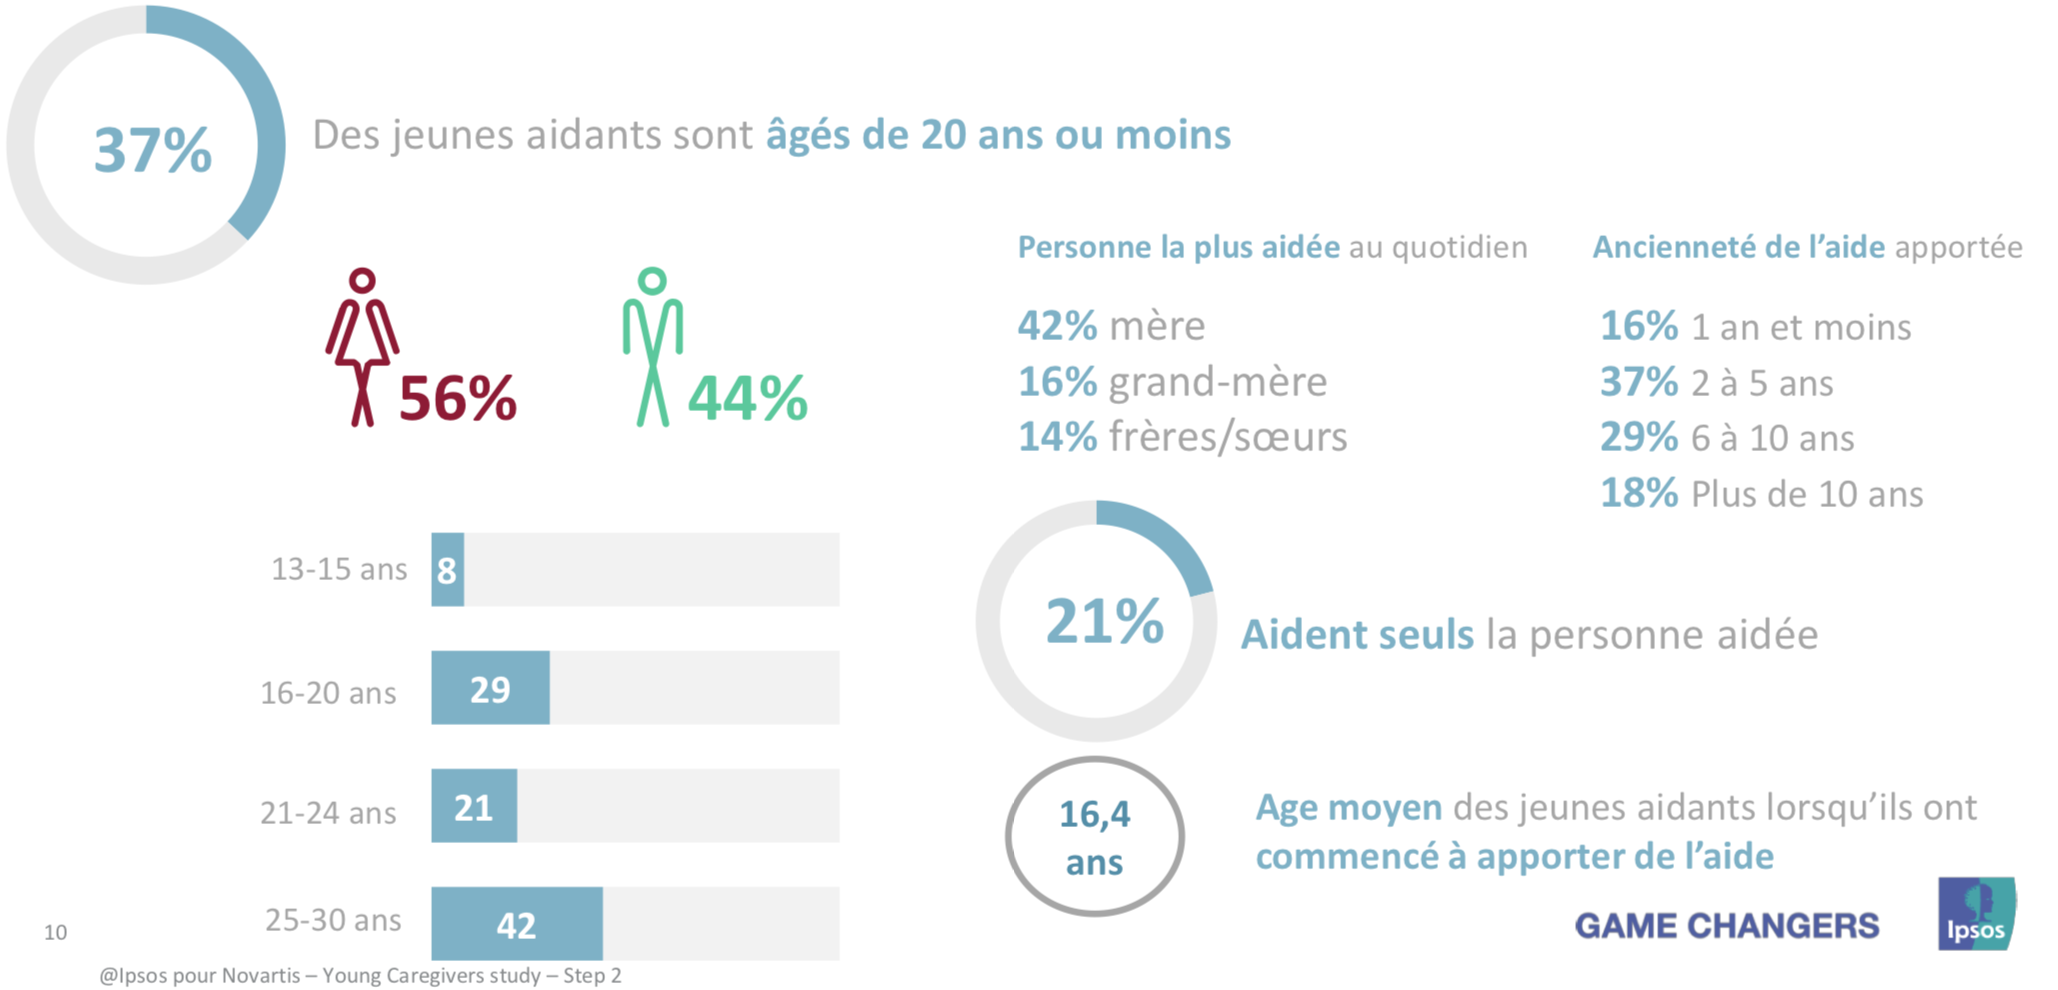 37%
Des jeunes aidants sont âgés de 20 ans ou moins
56%
44%
13-15 ans 8
16-20 ans 29
21-24 ans 21
25-30 ans 42
Personne la plus aidée au quotidien
42% mère
16% grand-mère
14% frères/sœurs
Ancienneté de l’aide apportée
16% 1 an et moins
37% 2 à 5 ans
29% 6 à 10 ans
18% Plus de 10 ans
21%
Aident seuls la personne aidée
16,4
ans
Age moyen des jeunes aidants lorsqu’ils ont
commencé à apporter de l’aide
10
@Ipsos pour Novartis – Young Caregivers study – Step 2
GAME CHANGERS
Ipsos